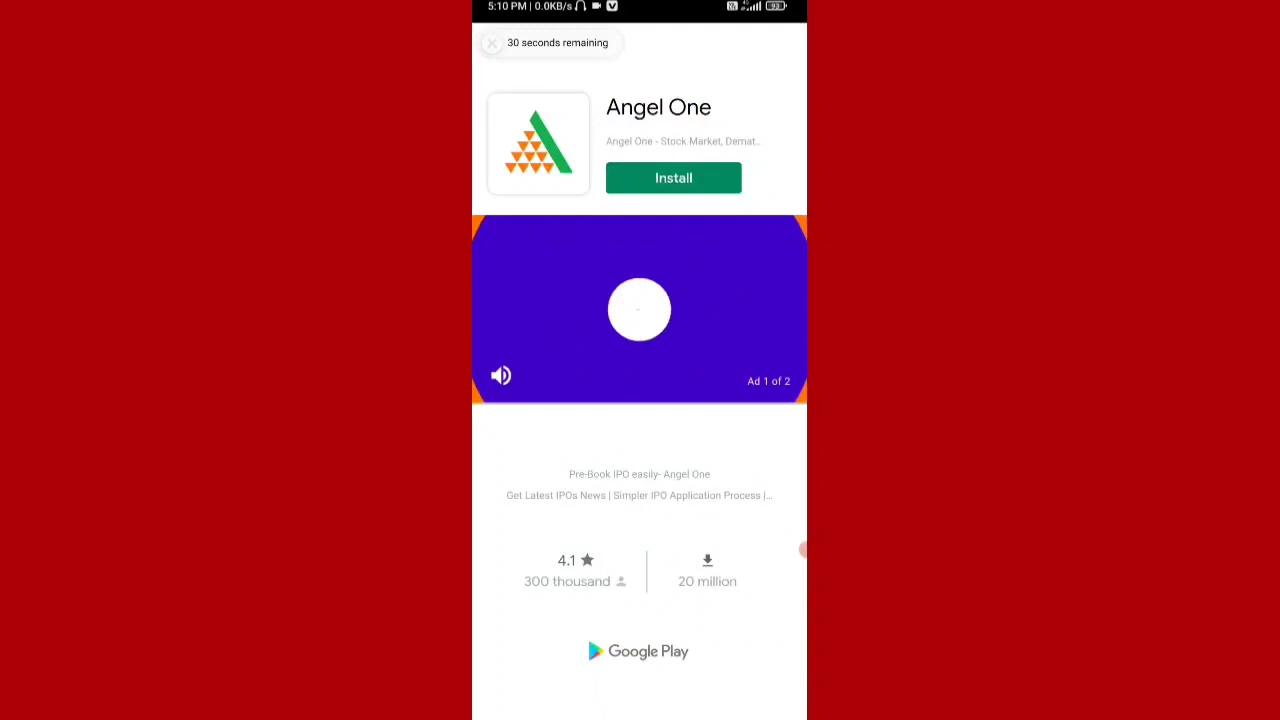 5:10 PM | 0.0KB/s
4G
93
30 seconds remaining
Angel One
Angel One - Stock Market, Demat...
Install
Ad 1 of 2
Pre-Book IPO easily- Angel One
Get Latest IPOs News | Simpler IPO Application Process |...
4.1
300 thousand
20 million
Google Play